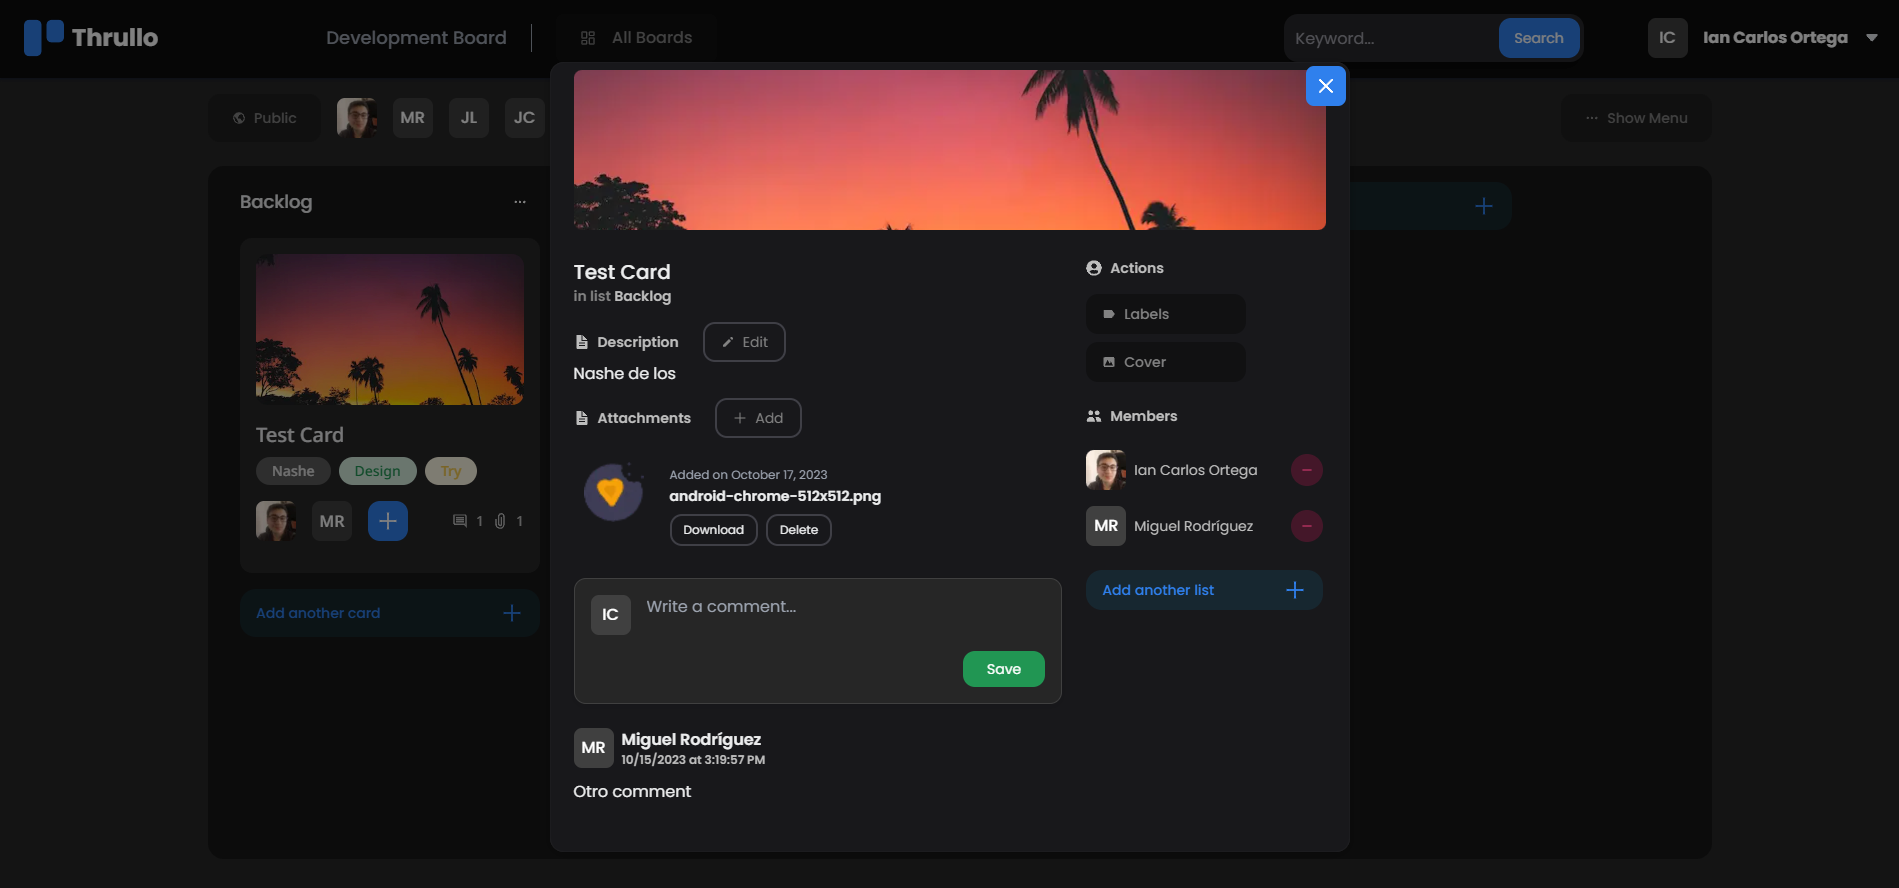 Thrullo
Development Board
All Boards
Keyword...
Search
IC
Ian Carlos Ortega
Public
MR
JL
JC
Show Menu
Backlog
Test Card
Nashe
Design
Try
MR
1
1
Add another card
Test Card
in list Backlog
Description
Edit
Nashe de los
Attachments
Add
Added on October 17, 2023
android-chrome-512x512.png
Download
Delete
IC
Write a comment...
Save
MR
Miguel Rodríguez
10/15/2023 at 3:19:57 PM
Otro comment
Actions
Labels
Cover
Members
Ian Carlos Ortega
MR
Miguel Rodríguez
Add another list